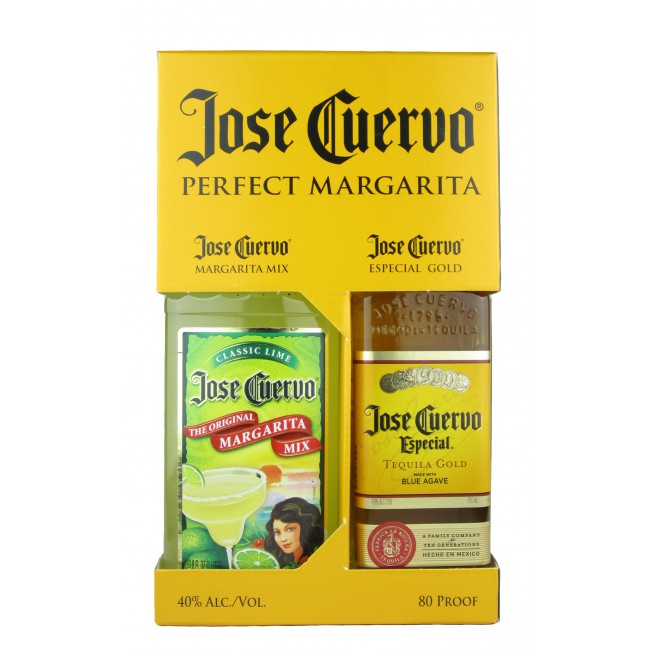 Jose Cuervo®
PERFECT MARGARITA
Jose Cuervo®
MARGARITA MIX
Jose Cuervo®
ESPECIAL GOLD
CLASSIC LIME
Jose Cuervo
THE ORIGINAL
MARGARITA
MIX
JOSE CUERVO
1795
Jose Cuervo
Especial
TEQUILA GOLD
MADE WITH
BLUE AGAVE
A FAMILY COMPANY
TEN GENERATIONS
HECHO EN MEXICO
40% ALC./VOL.
80 PROOF